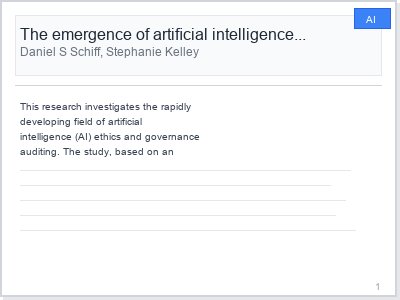 AI
The emergence of artificial intelligence...
Daniel S Schiff, Stephanie Kelley
This research investigates the rapidly
developing field of artificial
intelligence (AI) ethics and governance
auditing. The study, based on an
1